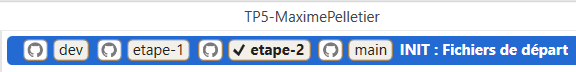 TP5-MaximePelletier
dev etape-1 ✓ etape-2 main INIT : Fichiers de départ